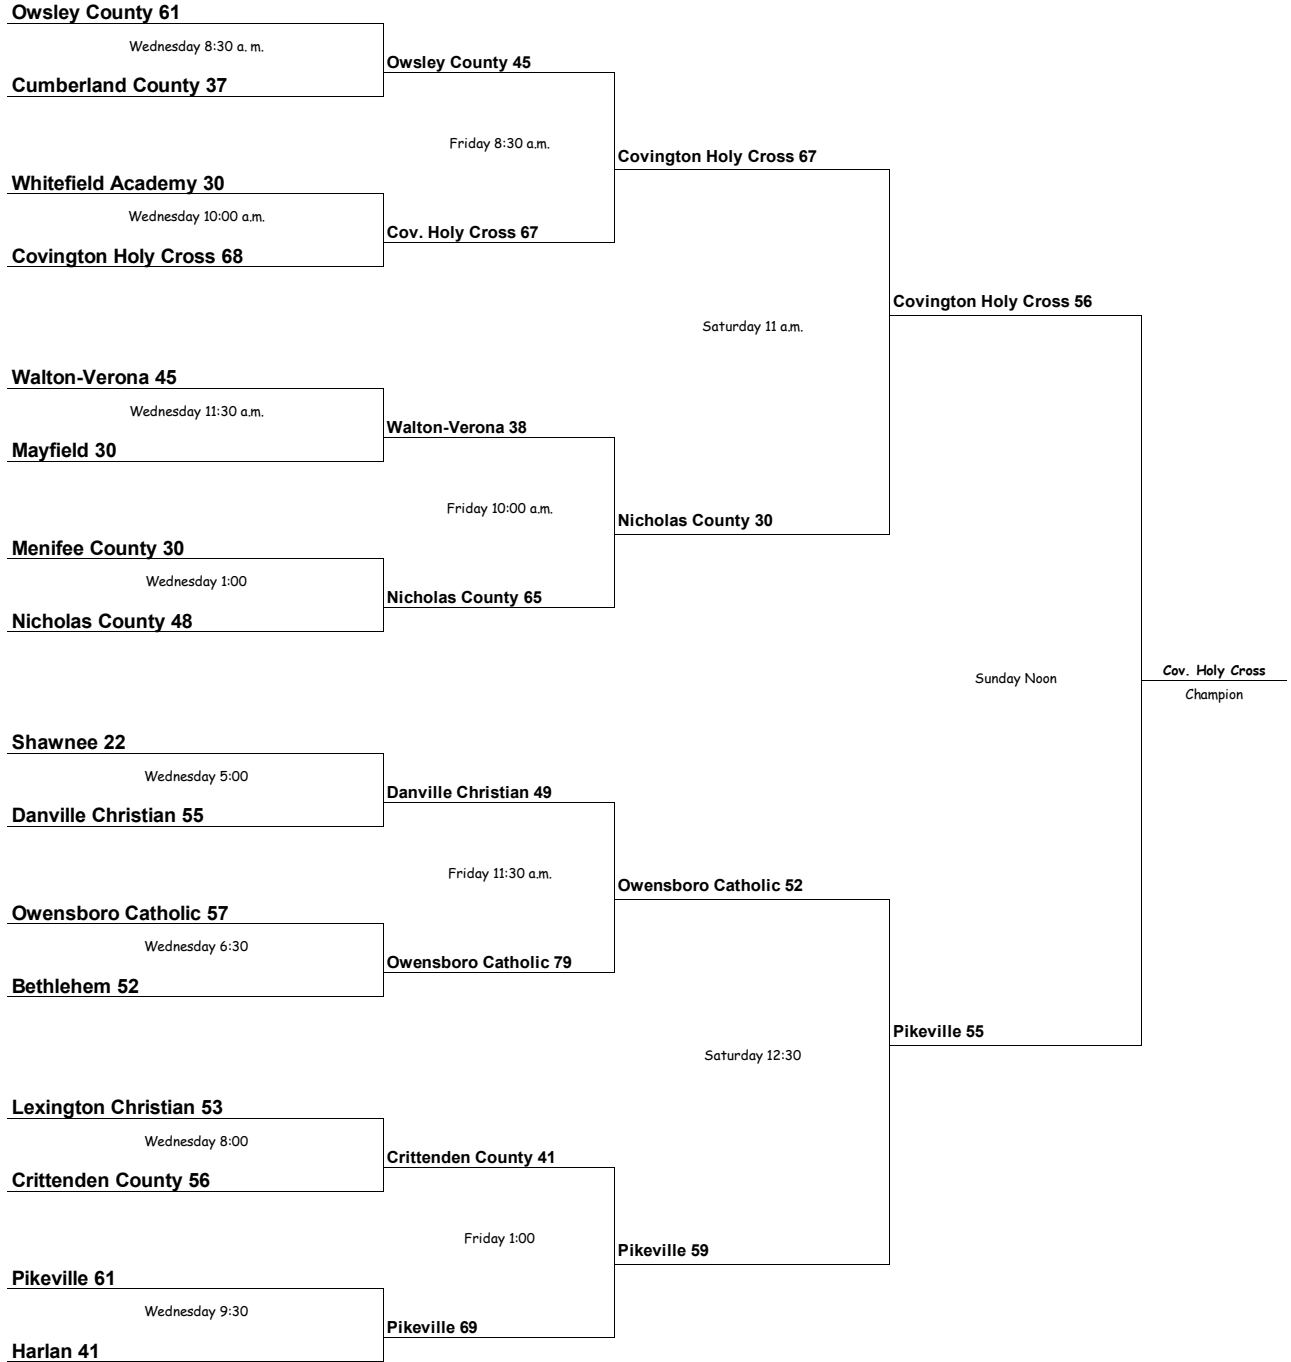 Owsley County 61
Wednesday 8:30 a. m.
Owsley County 45
Cumberland County 37
Friday 8:30 a.m.
Covington Holy Cross 67
Whitefield Academy 30
Wednesday 10:00 a.m.
Cov. Holy Cross 67
Covington Holy Cross 68
Covington Holy Cross 56
Saturday 11 a.m.
Walton-Verona 45
Wednesday 11:30 a.m.
Walton-Verona 38
Mayfield 30
Friday 10:00 a.m.
Nicholas County 30
Menifee County 30
Wednesday 1:00
Nicholas County 65
Nicholas County 48
Cov. Holy Cross
Sunday Noon
Champion
Shawnee 22
Wednesday 5:00
Danville Christian 49
Danville Christian 55
Friday 11:30 a.m.
Owensboro Catholic 52
Owensboro Catholic 57
Wednesday 6:30
Owensboro Catholic 79
Bethlehem 52
Pikeville 55
Saturday 12:30
Lexington Christian 53
Wednesday 8:00
Crittenden County 41
Crittenden County 56
Friday 1:00
Pikeville 59
Pikeville 61
Wednesday 9:30
Pikeville 69
Harlan 41